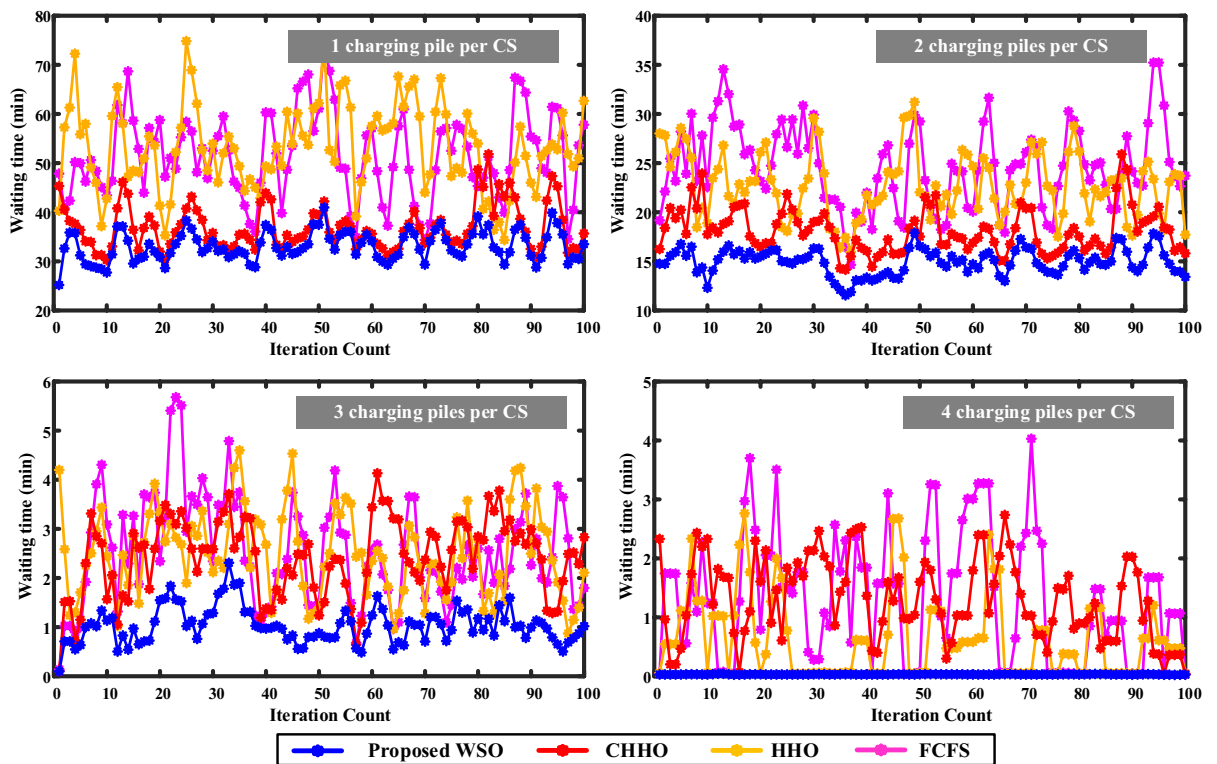 1 charging pile per CS
Waiting time (min)
80
70
60
50
40
30
20
0 10 20 30 40 50 60 70 80 90 100
Iteration Count
2 charging piles per CS
Waiting time (min)
40
35
30
25
20
15
10
0 10 20 30 40 50 60 70 80 90 100
Iteration Count
3 charging piles per CS
Waiting time (min)
6
5
4
3
2
1
0
0 10 20 30 40 50 60 70 80 90 100
Iteration Count
4 charging piles per CS
Waiting time (min)
5
4
3
2
1
0
0 10 20 30 40 50 60 70 80 90 100
Iteration Count
Proposed WSO CHHO HHO FCFS